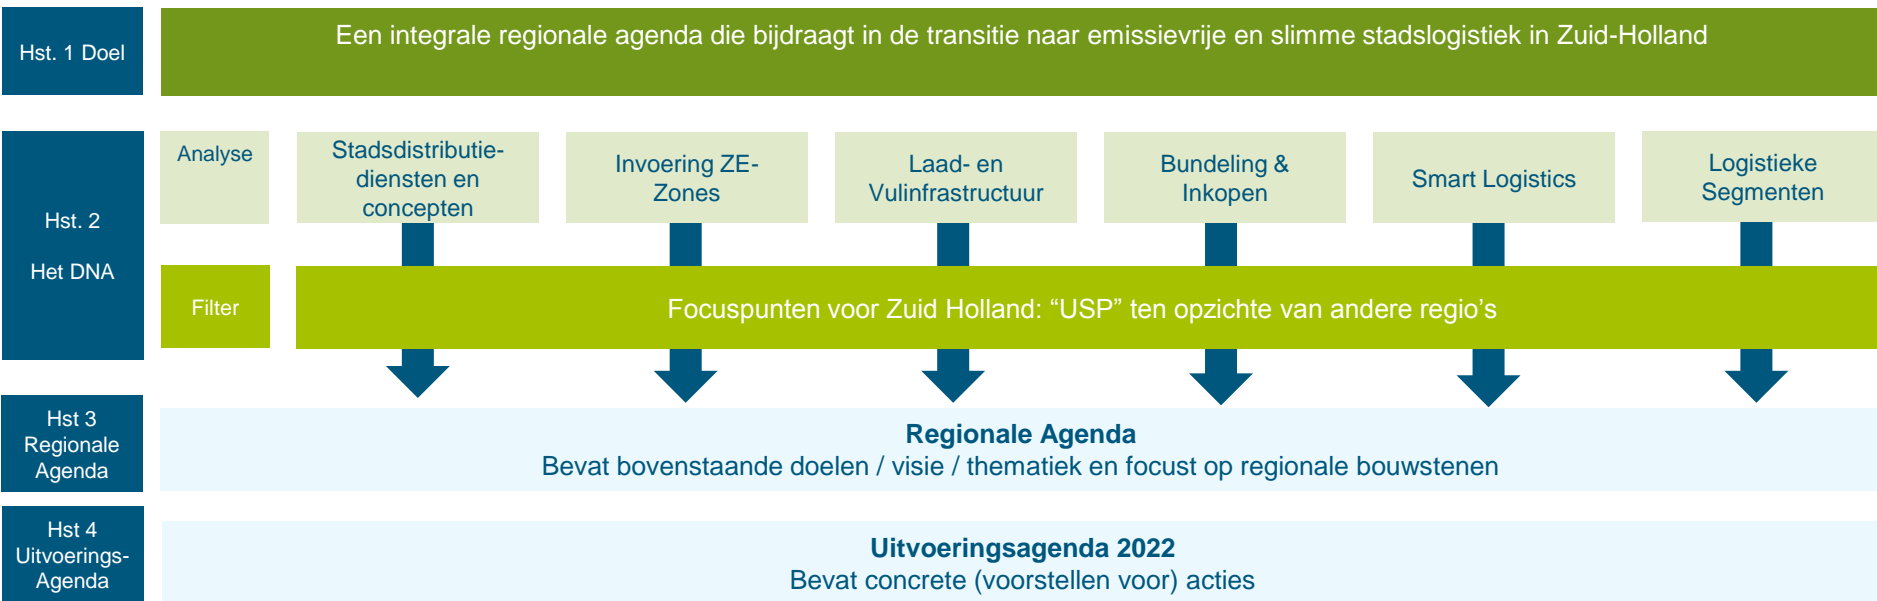 Hst. 1 Doel
Een integrale regionale agenda die bijdraagt in de transitie naar emissievrije en slimme stadslogistiek in Zuid-Holland
Hst. 2
Het DNA
Analyse
Stadsdistributie-
diensten en
concepten
Invoering ZE-
Zones
Laad- en
Vulinfrastructuur
Bundeling &
Inkopen
Smart Logistics
Logistieke
Segmenten
Filter
Focuspunten voor Zuid Holland: “USP” ten opzichte van andere regio’s
Hst 3
Regionale
Agenda
Regionale Agenda
Bevat bovenstaande doelen / visie / thematiek en focust op regionale bouwstenen
Hst 4
Uitvoerings-
Agenda
Uitvoeringsagenda 2022
Bevat concrete (voorstellen voor) acties